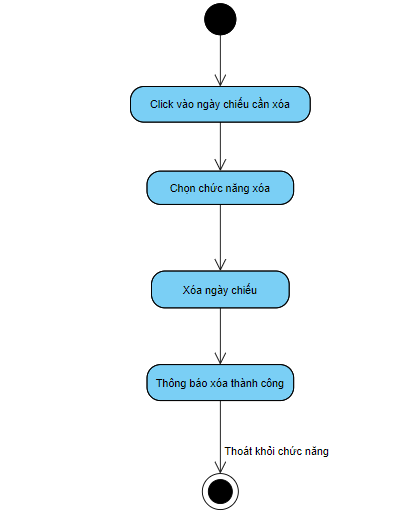 Click vào ngày chiếu cần xóa
Chọn chức năng xóa
Xóa ngày chiếu
Thông báo xóa thành công
Thoát khỏi chức năng